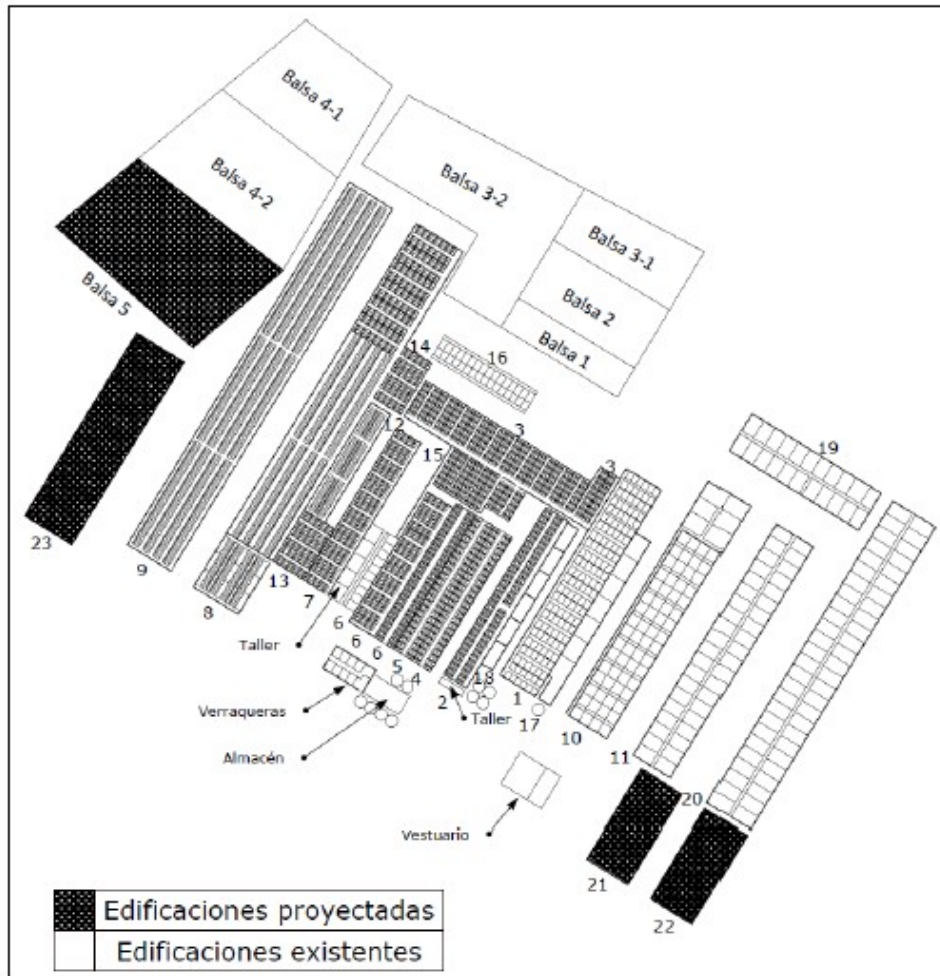 Balsa 4-1
Balsa 4-2
Balsa 3-2
Balsa 3-1
Balsa 2
Balsa 1
Balsa 5
14
16
3
12
15
3
19
23
9
8
13
7
Taller
6
6
6
5
4
2
Taller
18
1
17
10
11
20
Verraqueras
Almacén
Vestuario
21
22
Edificaciones proyectadas
Edificaciones existentes